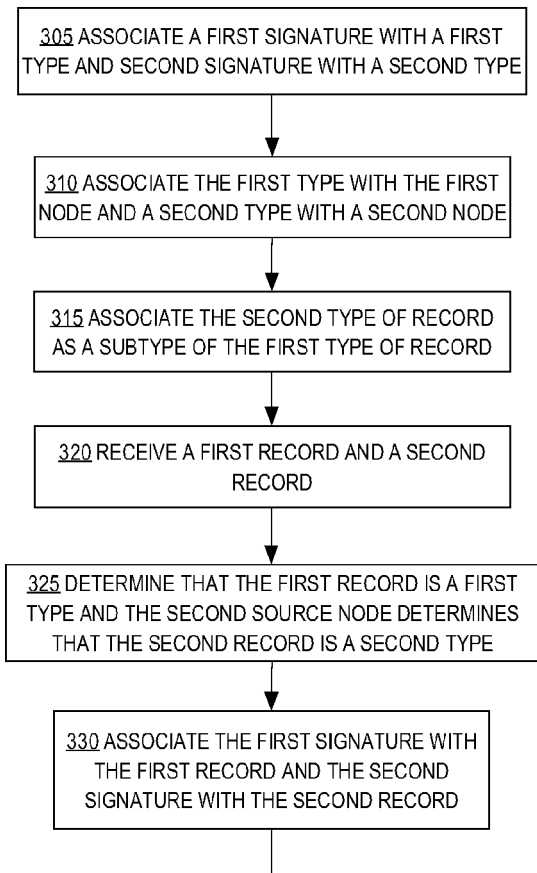 305 ASSOCIATE A FIRST SIGNATURE WITH A FIRST
TYPE AND SECOND SIGNATURE WITH A SECOND
TYPE
310 ASSOCIATE THE FIRST TYPE WITH THE FIRST
NODE AND A SECOND TYPE WITH A SECOND NODE
315 ASSOCIATE THE SECOND TYPE OF RECORD
AS A SUBTYPE OF THE FIRST TYPE OF RECORD
320 RECEIVE A FIRST RECORD AND A SECOND
RECORD
325 DETERMINE THAT THE FIRST RECORD IS A FIRST
TYPE AND THE SECOND SOURCE NODE DETERMINES
THAT THE SECOND RECORD IS A SECOND TYPE
330 ASSOCIATE THE FIRST SIGNATURE WITH
THE FIRST RECORD AND THE SECOND
SIGNATURE WITH THE SECOND RECORD